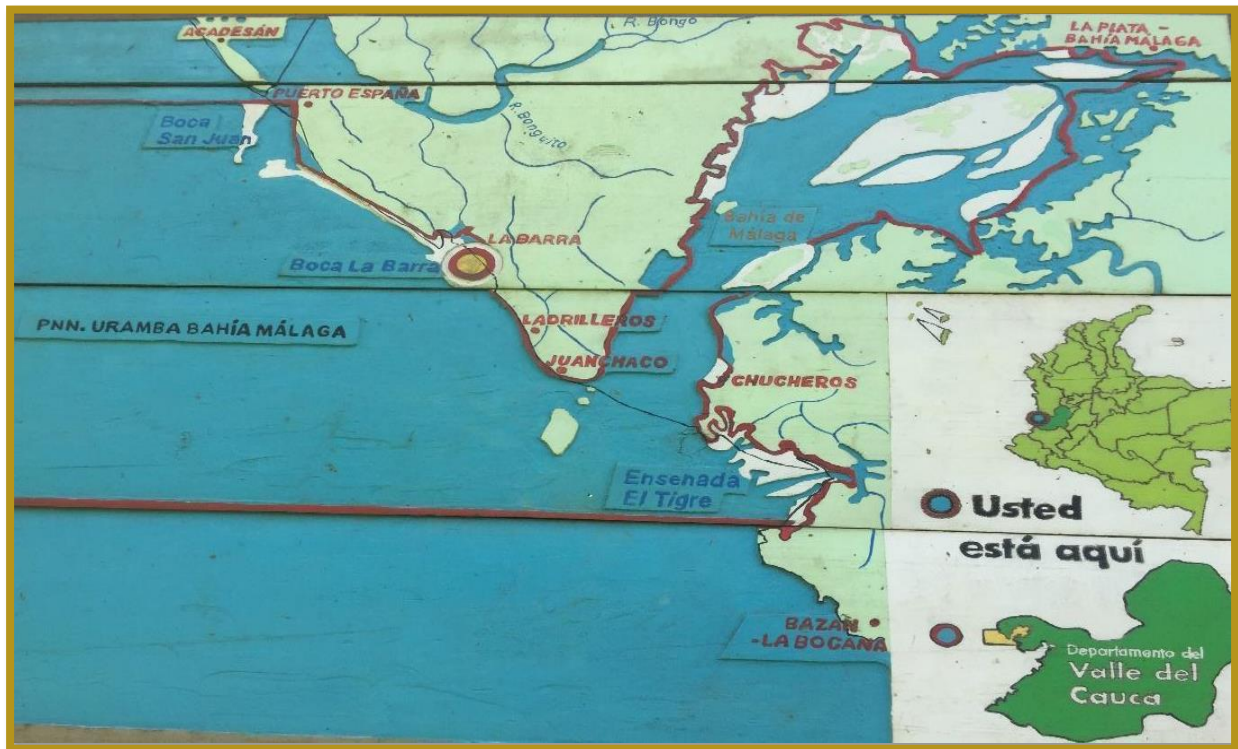 R. Bongo
ACADESÁN
LA PLATA -
BAHÍA MÁLAGA
PUERTO ESPAÑA
Boca
San Juan
R. Bonguito
Bahía de
Málaga
LA BARRA
Boca La Barra
PNN. URAMBA BAHÍA MÁLAGA
LADRILLEROS
JUANCHACO
CHUCHEROS
Ensenada
El Tigre
Usted
está aquí
BAZÁN
-LA BOCANA
Departamento del
Valle del
Cauca